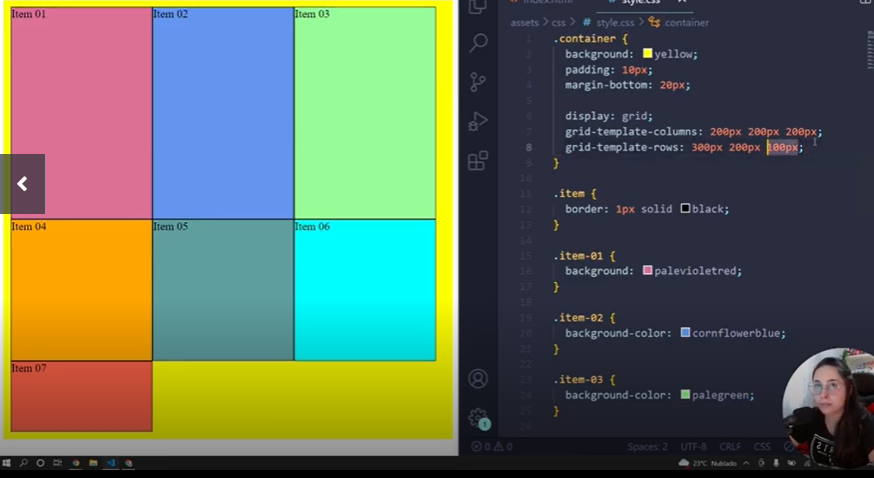 Item 01
Item 02
Item 03
Item 04
Item 05
Item 06
Item 07
style.css
assets > css > # style.css > .container
1 .container {
2 background: yellow;
3 padding: 10px;
4 margin-bottom: 20px;
5
6 display: grid;
7 grid-template-columns: 200px 200px 200px;
8 grid-template-rows: 300px 200px 100px;
9 }
10
11 .item {
12 border: 1px solid black;
13 }
14
15 .item-01 {
16 background: palevioletred;
17 }
18
19 .item-02 {
20 background-color: cornflowerblue;
21 }
22
23 .item-03 {
24 background-color: palegreen;
25 }
26
1
0 0
Spaces: 2 UTF-8 CRLF CSS
23°C Nublado